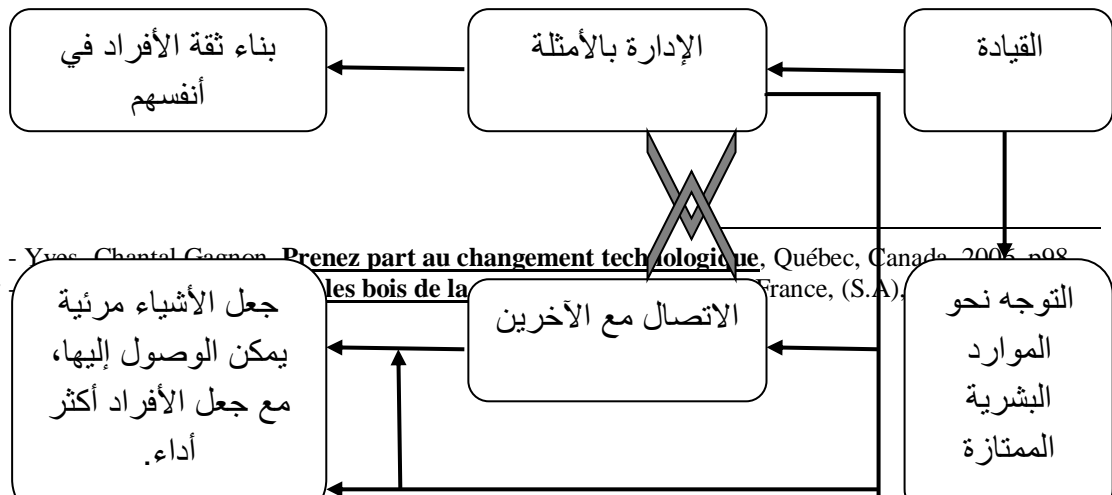 القيادة
الإدارة بالأمثلة
بناء ثقة الأفراد في
أنفسهم
- Yves, Chantal Gagnon, Prenez part au changement technologique, Québec, Canada, 2006, p98
- les bois de la France, (S.A),
التوجه نحو
الموارد
البشرية
الممتازة
الاتصال مع الآخرين
جعل الأشياء مرئية
يمكن الوصول إليها،
مع جعل الأفراد أكثر
أداء.